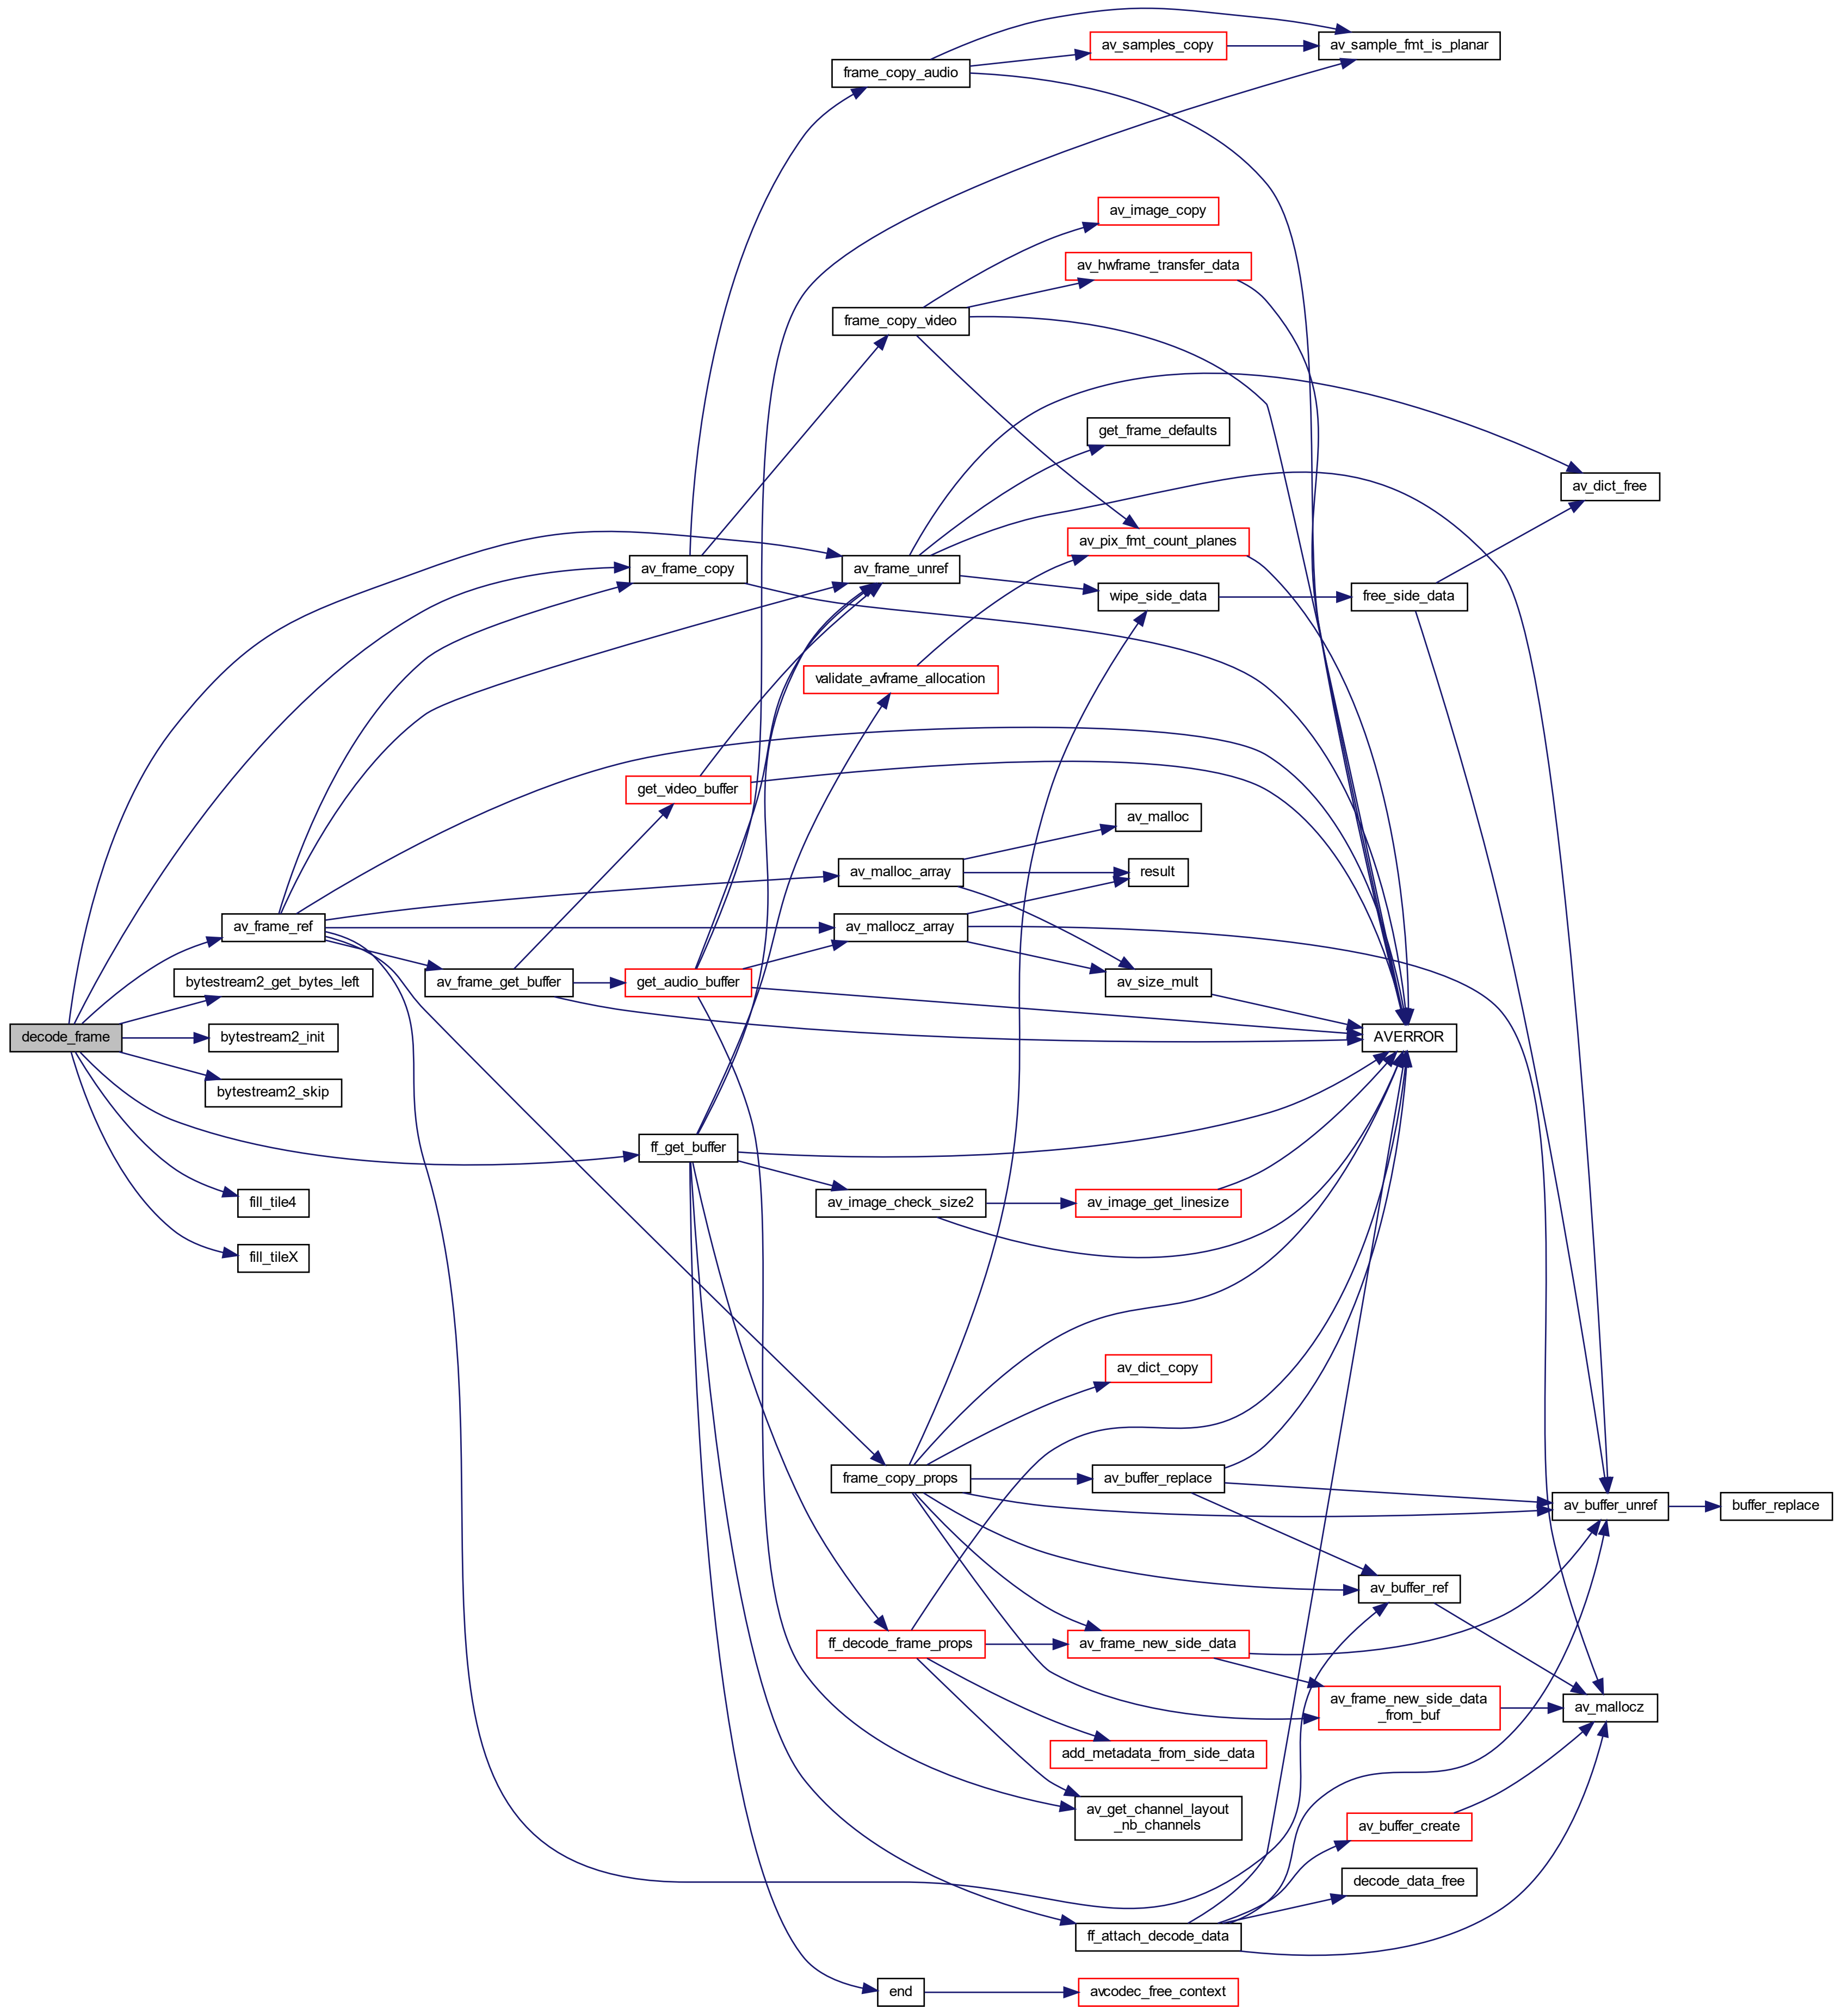 av_samples_copy
av_sample_fmt_is_planar
frame_copy_audio
av_image_copy
av_hwframe_transfer_data
frame_copy_video
get_frame_defaults
av_dict_free
av_pix_fmt_count_planes
av_frame_copy
av_frame_unref
wipe_side_data
free_side_data
validate_avframe_allocation
get_video_buffer
av_malloc
av_malloc_array
result
av_frame_ref
av_mallocz_array
bytestream2_get_bytes_left
av_frame_get_buffer
get_audio_buffer
av_size_mult
decode_frame
bytestream2_init
AVERROR
bytestream2_skip
ff_get_buffer
fill_tile4
av_image_check_size2
av_image_get_linesize
fill_tileX
av_dict_copy
frame_copy_props
av_buffer_replace
av_buffer_unref
buffer_replace
av_buffer_ref
ff_decode_frame_props
av_frame_new_side_data
av_frame_new_side_data
_from_buf
av_mallocz
add_metadata_from_side_data
av_get_channel_layout
_nb_channels
av_buffer_create
decode_data_free
ff_attach_decode_data
end
avcodec_free_context